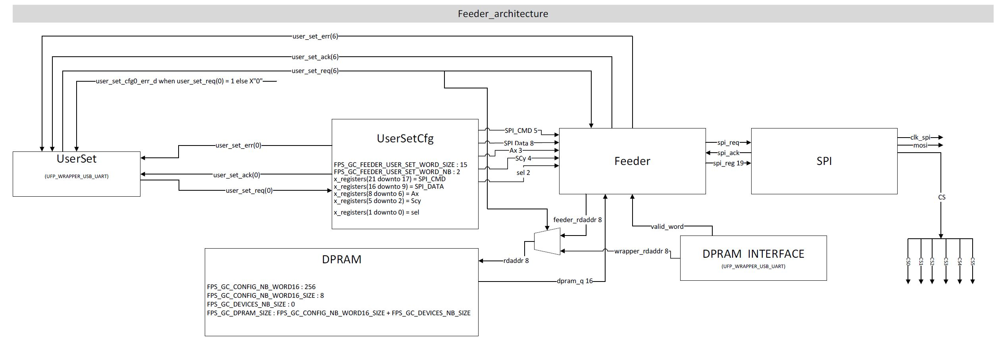 Feeder_architecture
user_set_err(6)
user_set_ack(6)
user_set_req(6)
user_set_cfg0_err_d when user_set_req(0) = 1 else X"0"
UserSet
(UFP_WRAPPER_USB_UART)
user_set_err(0)
user_set_ack(0)
user_set_req(0)
UserSetCfg
FPS_GC_FEEDER_USER_SET_WORD_SIZE : 15
FPS_GC_FEEDER_USER_SET_WORD_NB : 2
x_registers(21 downto 17) = SPI_CMD
x_registers(16 downto 9) = SPI_DATA
x_registers(8 downto 6) = Ax
x_registers(5 downto 2) = Scy
x_registers(1 downto 0) = sel
SPI_CMD 5
SPI Data 8
Ax 3
SCy 4
sel 2
Feeder
spi_req
spi_ack
spi_reg 19
SPI
clk_spi
mosi
CS
CS0
CS1
CS2
CS3
CS4
CS5
feeder_rdaddr 8
valid_word
wrapper_rdaddr 8
rdaddr 8
dpram_q 16
DPRAM INTERFACE
(UFP_WRAPPER_USB_UART)
DPRAM
FPS_GC_CONFIG_NB_WORD16 : 256
FPS_GC_CONFIG_NB_WORD16_SIZE : 8
FPS_GC_DEVICES_NB_SIZE : 0
FPS_GC_DPRAM_SIZE : FPS_GC_CONFIG_NB_WORD16_SIZE + FPS_GC_DEVICES_NB_SIZE